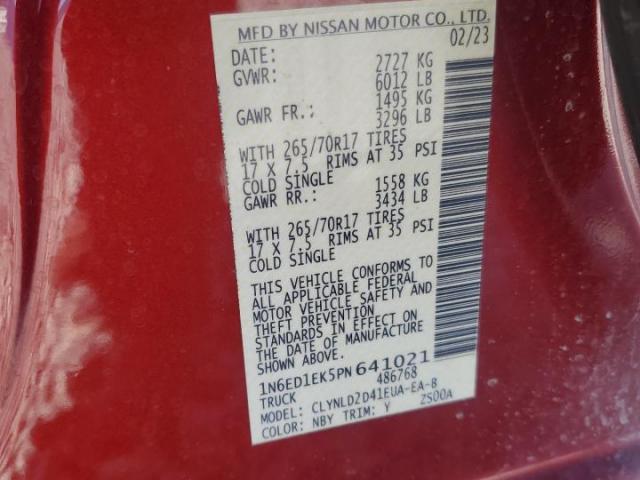 MFD BY NISSAN MOTOR CO., LTD.
DATE: 02/23
GVWR: 2727 KG
6012 LB
GAWR FR.: 1495 KG
3296 LB
WITH 265/70R17 TIRES
17 X 7.5 RIMS AT 35 PSI
COLD SINGLE
GAWR RR.: 1558 KG
3434 LB
WITH 265/70R17 TIRES
17 X 7.5 RIMS AT 35 PSI
COLD SINGLE
THIS VEHICLE CONFORMS TO
ALL APPLICABLE FEDERAL
MOTOR VEHICLE SAFETY AND
THEFT PREVENTION
STANDARDS IN EFFECT ON
THE DATE OF MANUFACTURE
SHOWN ABOVE.
1N6ED1EK5PN 641021
TRUCK 486768
MODEL: CLYNLD2D41EUA-EA-B
COLOR: NBY TRIM: Y ZS00A